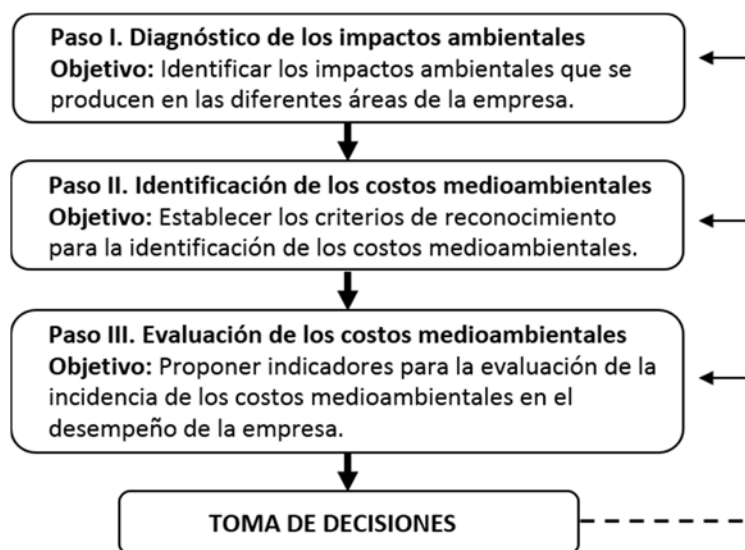 Paso I. Diagnóstico de los impactos ambientales
Objetivo: Identificar los impactos ambientales que se
producen en las diferentes áreas de la empresa.
Paso II. Identificación de los costos medioambientales
Objetivo: Establecer los criterios de reconocimiento
para la identificación de los costos medioambientales.
Paso III. Evaluación de los costos medioambientales
Objetivo: Proponer indicadores para la evaluación de la
incidencia de los costos medioambientales en el
desempeño de la empresa.
TOMA DE DECISIONES